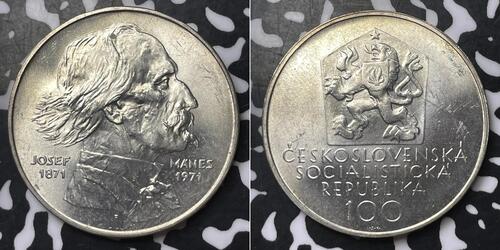 JOSEF MÁNES
1871 1971
ČESKOSLOVENSKÁ
SOCIALISTICKÁ
REPUBLIKA
100